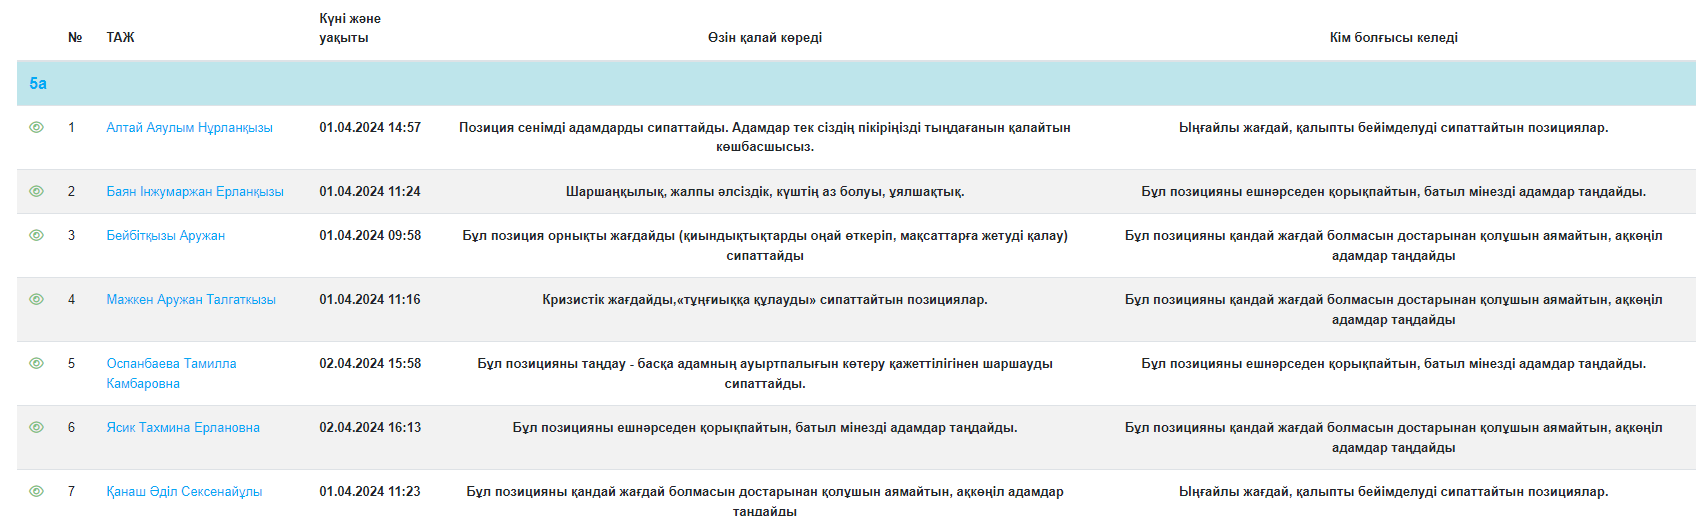 Күні және
№ ТАЖ уақыты Өзін қалай көреді Кім болғысы келеді
5а
1 Алтай Аяулым Нұрланқызы 01.04.2024 14:57 Позиция сенімді адамдарды сипаттайды. Адамдар тек сіздің пікіріңізді тыңдағанын қалайтын Ыңғайлы жағдай, қалыпты бейімделуді сипаттайтын позициялар.
көшбасшысыз.
2 Баян Інжумаржан Ерланқызы 01.04.2024 11:24 Шаршаңқылық, жалпы әлсіздік, күштің аз болуы, ұялшақтық. Бұл позицияны ешнәрседен қорықпайтын, батыл мінезді адамдар таңдайды.
3 Бейбітқызы Аружан 01.04.2024 09:58 Бұл позиция орнықты жағдайды (қиындықтықтарды оңай өткеріп, мақсаттарға жетуді қалау) Бұл позицияны қандай жағдай болмасын достарынан қолұшын аямайтын, ақкөңіл
сипаттайды адамдар таңдайды
4 Мажкен Аружан Талгаткызы 01.04.2024 11:16 Кризистік жағдайды,«тұңғиыққа құлауды» сипаттайтын позициялар. Бұл позицияны қандай жағдай болмасын достарынан қолұшын аямайтын, ақкөңіл
адамдар таңдайды
5 Оспанбаева Тамилла 02.04.2024 15:58 Бұл позицияны таңдау - басқа адамның ауыртпалығын көтеру қажеттілігінен шаршауды Бұл позицияны ешнәрседен қорықпайтын, батыл мінезді адамдар таңдайды.
Камбаровна сипаттайды.
6 Ясик Тахмина Ерлановна 02.04.2024 16:13 Бұл позицияны ешнәрседен қорықпайтын, батыл мінезді адамдар таңдайды. Бұл позицияны қандай жағдай болмасын достарынан қолұшын аямайтын, ақкөңіл
адамдар таңдайды
7 Қанаш Әділ Сексенайұлы 01.04.2024 11:23 Бұл позицияны қандай жағдай болмасын достарынан қолұшын аямайтын, ақкөңіл адамдар Ыңғайлы жағдай, қалыпты бейімделуді сипаттайтын позициялар.
таңдайды